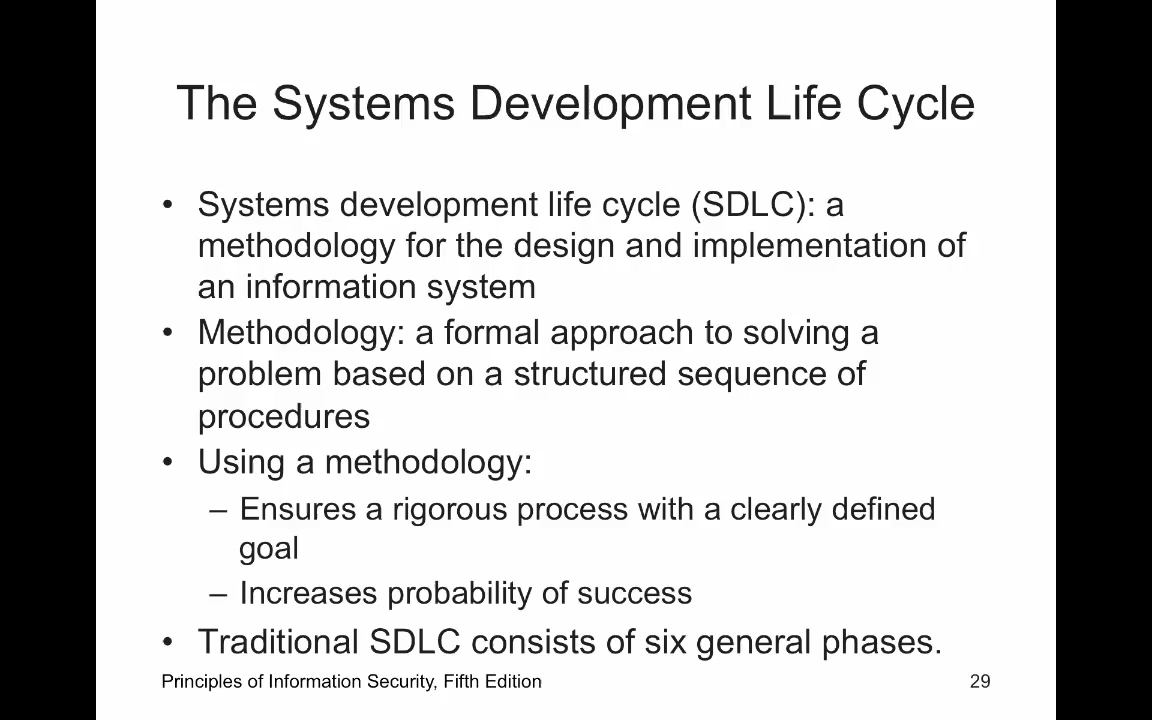 The Systems Development Life Cycle
• Systems development life cycle (SDLC): a
methodology for the design and implementation of
an information system
• Methodology: a formal approach to solving a
problem based on a structured sequence of
procedures
• Using a methodology:
– Ensures a rigorous process with a clearly defined
goal
– Increases probability of success
• Traditional SDLC consists of six general phases.
Principles of Information Security, Fifth Edition 29